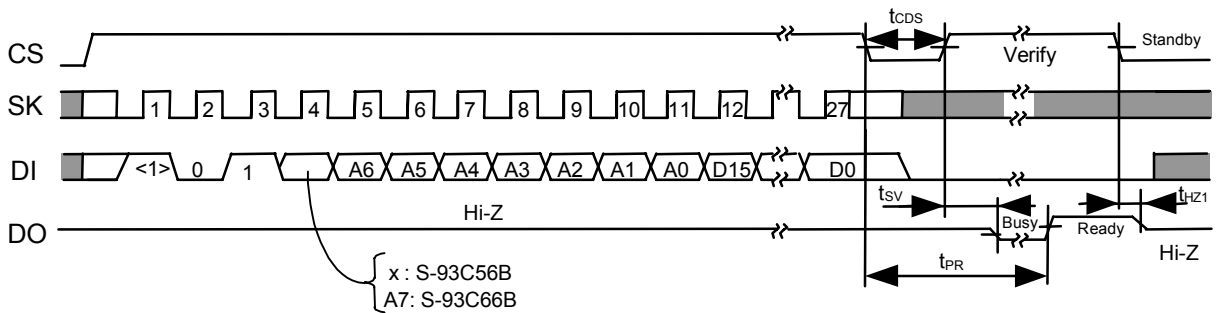 tCDS
CS Verify Standby
SK 1 2 3 4 5 6 7 8 9 10 11 12 27
DI <1> 0 1 A6 A5 A4 A3 A2 A1 A0 D15 D0
tSV tHZ1
Hi-Z Busy Ready
DO Hi-Z
tPR
x : S-93C56B
A7: S-93C66B